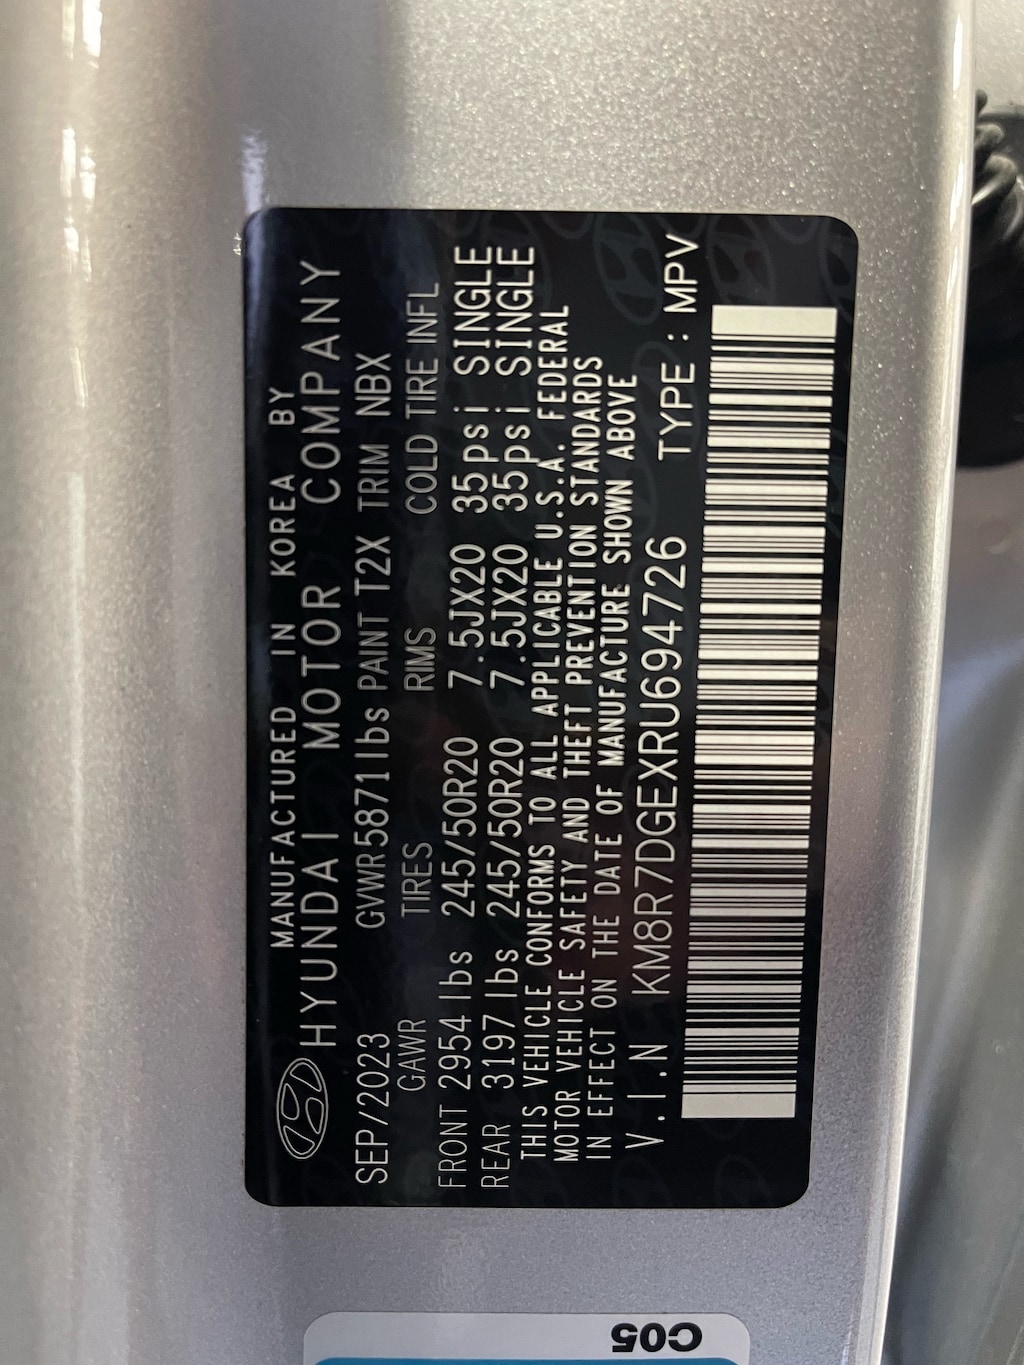 MANUFACTURED IN KOREA BY
HYUNDAI MOTOR COMPANY
SEP/2023 GVWR5871lbs PAINT T2X TRIM NBX
GAWR TIRES RIMS COLD TIRE INFL
FRONT 2954 lbs 245/50R20 7.5JX20 35psi SINGLE
REAR 3197 lbs 245/50R20 7.5JX20 35psi SINGLE
THIS VEHICLE CONFORMS TO ALL APPLICABLE U.S.A. FEDERAL
MOTOR VEHICLE SAFETY AND THEFT PREVENTION STANDARDS
IN EFFECT ON THE DATE OF MANUFACTURE SHOWN ABOVE
V.I.N KM8R7DGEXRU694726 TYPE : MPV
C05